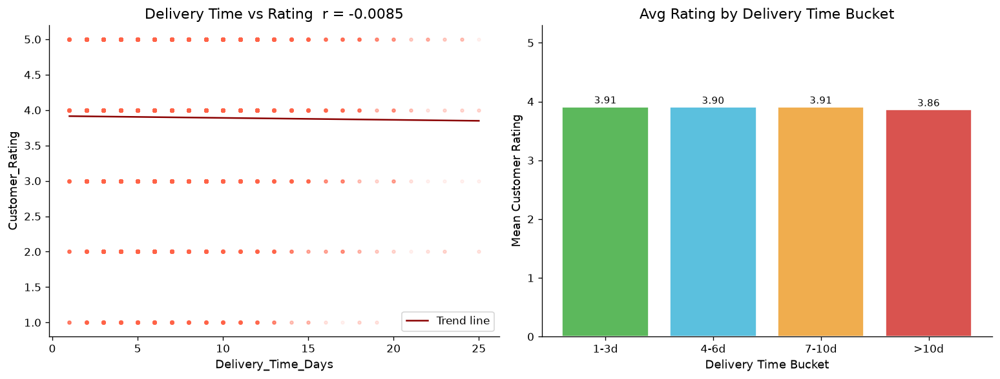 Delivery Time vs Rating  r = -0.0085
Customer_Rating
5.0
4.5
4.0
3.5
3.0
2.5
2.0
1.5
1.0
Trend line
0 5 10 15 20 25
Delivery_Time_Days
Avg Rating by Delivery Time Bucket
Mean Customer Rating
5
4
3
2
1
0
3.91 3.90 3.91 3.86
1-3d 4-6d 7-10d >10d
Delivery Time Bucket